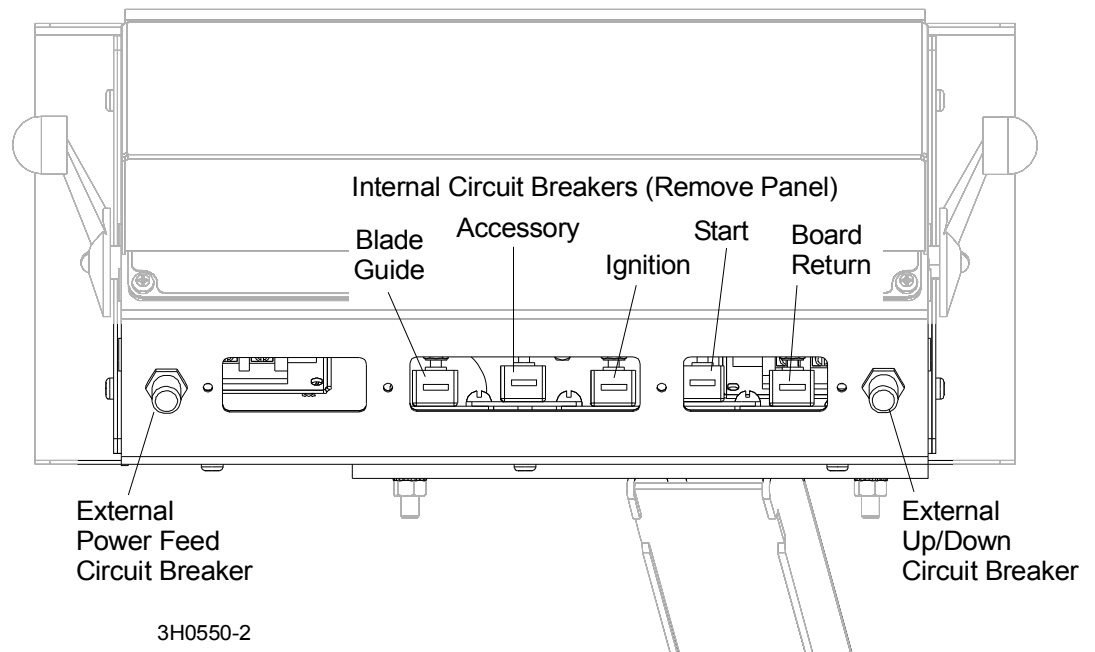 Internal Circuit Breakers (Remove Panel)
Blade
Guide
Accessory
Ignition
Start
Board
Return
External
Power Feed
Circuit Breaker
External
Up/Down
Circuit Breaker
3H0550-2